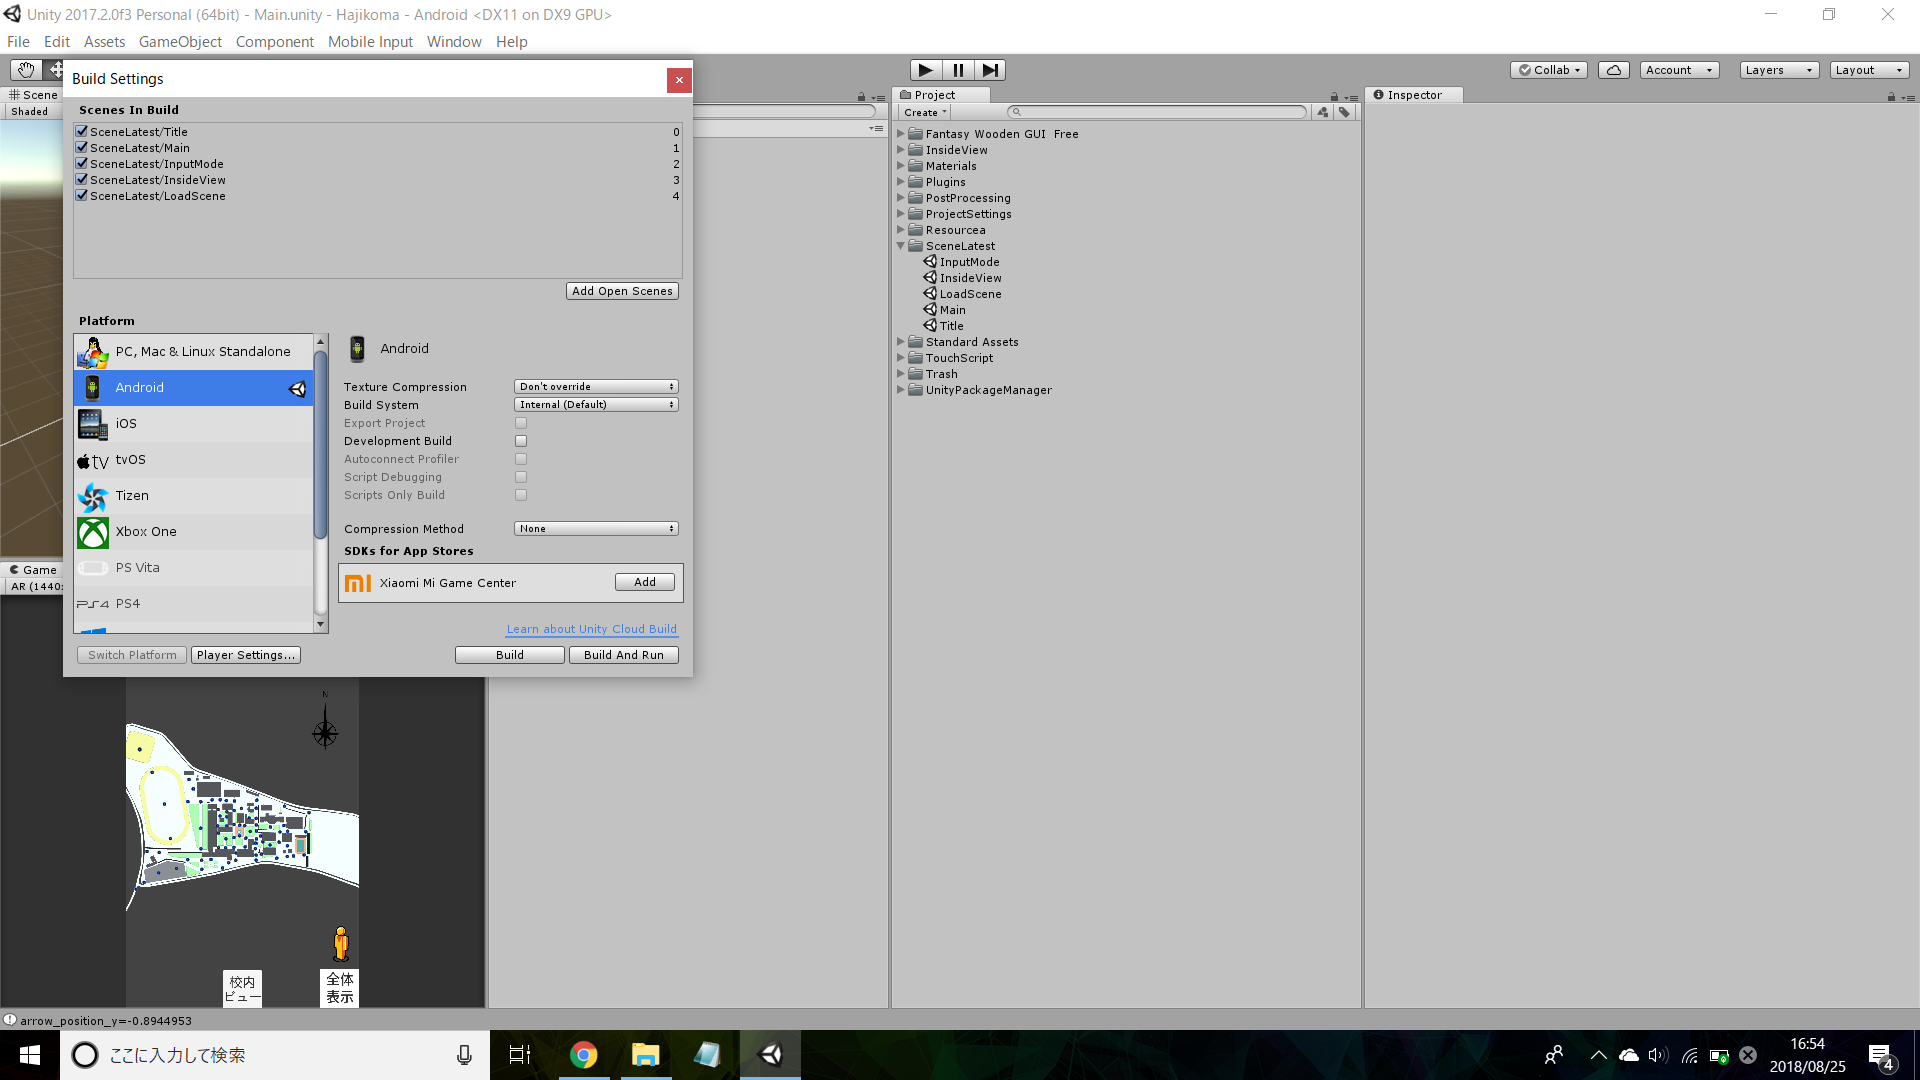 Unity 2017.2.0f3 Personal (64bit) - Main.unity - Hajikoma - Android <DX11 on DX9 GPU>
File Edit Assets GameObject Component Mobile Input Window Help
Collab Account Layers Layout
Build Settings
Scenes In Build
SceneLatest/Title 0
SceneLatest/Main 1
SceneLatest/InputMode 2
SceneLatest/InsideView 3
SceneLatest/LoadScene 4
Add Open Scenes
Platform
PC, Mac & Linux Standalone
Android
iOS
tv tvOS
Tizen
Xbox One
PS Vita
PS4 PS4
Switch Platform
Player Settings...
Android
Texture Compression Don't override
Build System Internal (Default)
Export Project
Development Build
Autoconnect Profiler
Script Debugging
Scripts Only Build
Compression Method None
SDKs for App Stores
mi Xiaomi Mi Game Center Add
Learn about Unity Cloud Build
Build
Build And Run
Scene
Shaded
Game
AR (1440:
N
校内
ビュー
全体
表示
Project
Create
Fantasy Wooden GUI Free
InsideView
Materials
Plugins
PostProcessing
ProjectSettings
Resourcea
SceneLatest
InputMode
InsideView
LoadScene
Main
Title
Standard Assets
TouchScript
Trash
UnityPackageManager
Inspector
arrow_position_y=-0.8944953
ここに入力して検索
16:54
2018/08/25
4